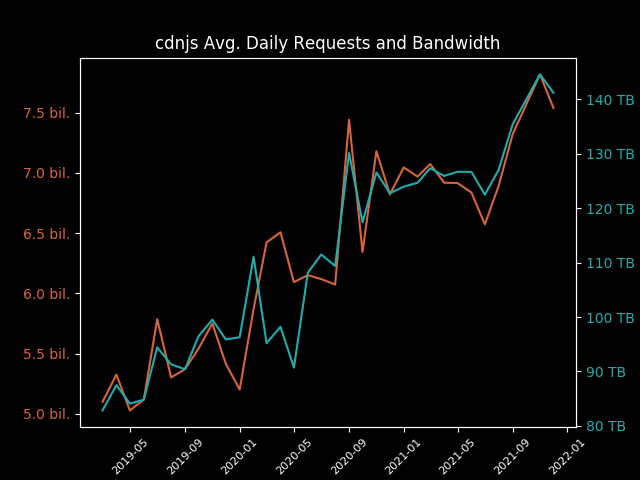 cdnjs Avg. Daily Requests and Bandwidth
7.5 bil.
7.0 bil.
6.5 bil.
6.0 bil.
5.5 bil.
5.0 bil.
140 TB
130 TB
120 TB
110 TB
100 TB
90 TB
80 TB
2019-05
2019-09
2020-01
2020-05
2020-09
2021-01
2021-05
2021-09
2022-01